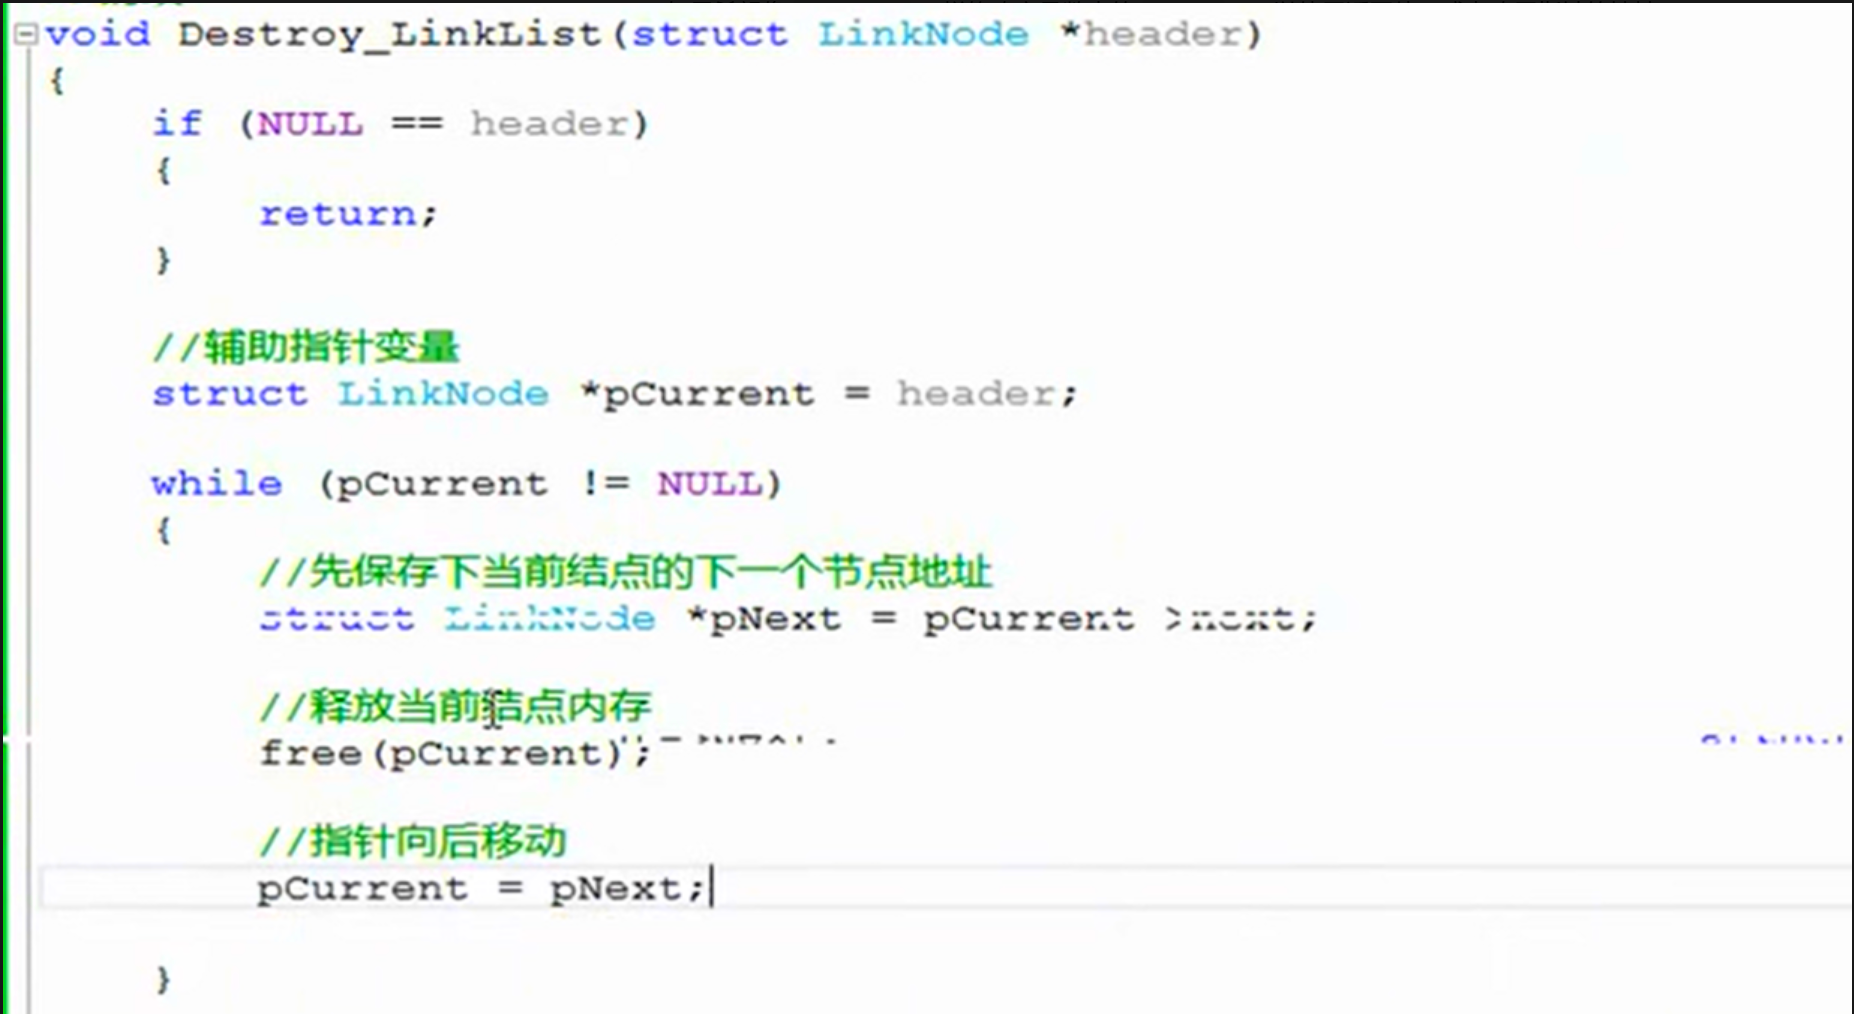 void Destroy_LinkList(struct LinkNode *header)
{
if (NULL == header)
{
return;
}
//辅助指针变量
struct LinkNode *pCurrent = header;
while (pCurrent != NULL)
{
//先保存下当前结点的下一个节点地址
struct LinkNode *pNext = pCurrent->next;
//释放当前结点内存
free(pCurrent);
//指针向后移动
pCurrent = pNext;
}